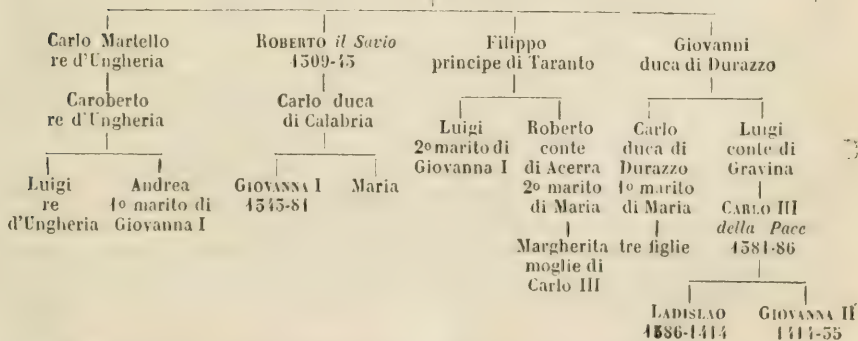 Carlo Martello
re d'Ungheria
ROBERTO il Savio
1309-43
Filippo
principe di Taranto
Giovanni
duca di Durazzo
Caroberto
re d'Ungheria
Carlo duca
di Calabria
Luigi
2º marito di
Giovanna I
Roberto
conte
di Acerra
2º marito
di Maria
Carlo
duca di
Durazzo
1º marito
di Maria
Luigi
conte di
Gravina
Luigi
re
d'Ungheria
Andrea
1º marito di
Giovanna I
GIOVANNA I
1343-81
Maria
CARLO III
della Pace
1381-86
Margherita
moglie di
Carlo III
tre figlie
LADISLAO
1386-1414
GIOVANNA II
1414-35